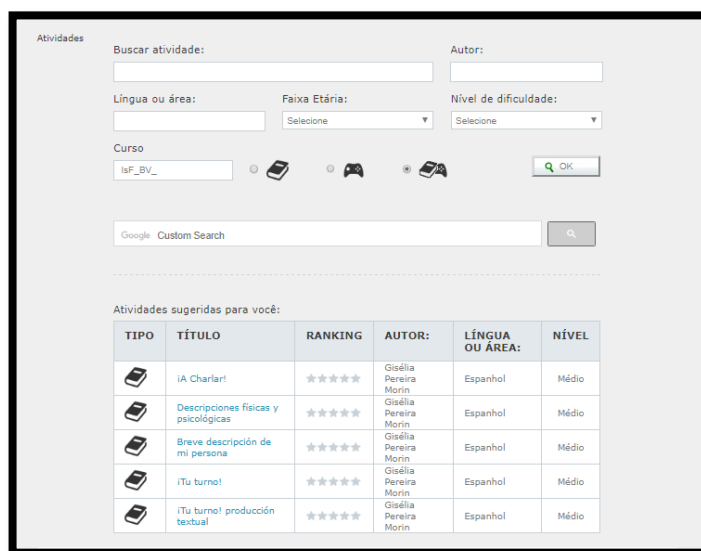 Atividades
Buscar atividade: Autor:
Língua ou área: Faixa Etária: Nível de dificuldade:
Selecione Selecione
Curso
IsF_BV_ OK
Google Custom Search
Atividades sugeridas para você:
TIPO TÍTULO RANKING AUTOR: LÍNGUA OU ÁREA: NÍVEL
¡A Charlar! Gisélia Pereira Morin Espanhol Médio
Descripciones físicas y psicológicas Gisélia Pereira Morin Espanhol Médio
Breve descripción de mi persona Gisélia Pereira Morin Espanhol Médio
¡Tu turno! Gisélia Pereira Morin Espanhol Médio
¡Tu turno! producción textual Gisélia Pereira Morin Espanhol Médio